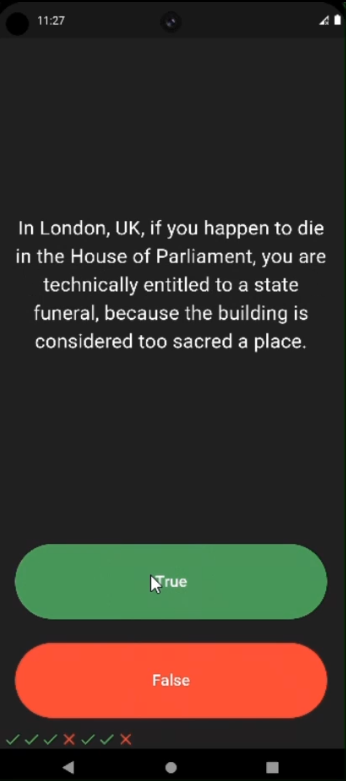 11:27
In London, UK, if you happen to die
in the House of Parliament, you are
technically entitled to a state
funeral, because the building is
considered too sacred a place.
True
False